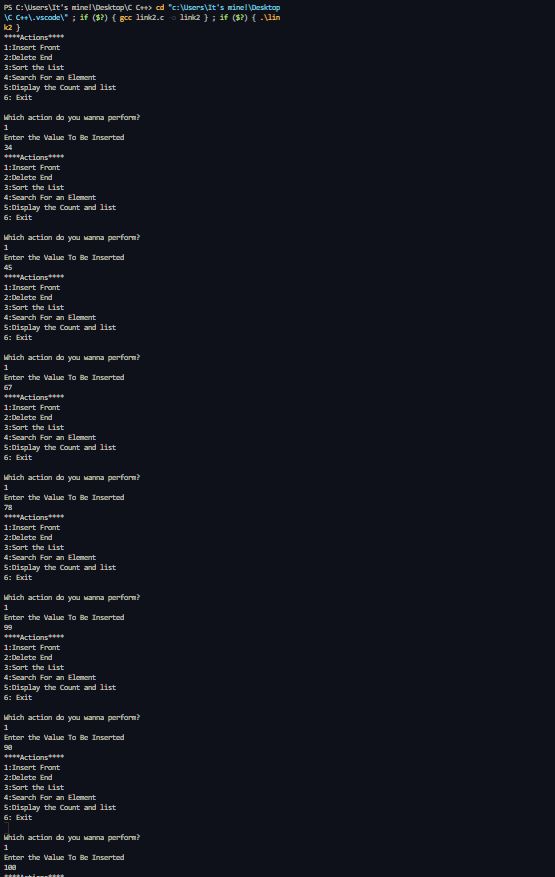 PS C:\Users\It's mine!\Desktop\C C++> cd "c:\Users\It's mine!\Desktop
\C C++\.vscode\" ; if ($?) { gcc link2.c -o link2 } ; if ($?) { .\lin
k2 }
****Actions****
1:Insert Front
2:Delete End
3:Sort the List
4:Search For an Element
5:Display the Count and list
6: Exit
Which action do you wanna perform?
1
Enter the Value To Be Inserted
34
****Actions****
1:Insert Front
2:Delete End
3:Sort the List
4:Search For an Element
5:Display the Count and list
6: Exit
Which action do you wanna perform?
1
Enter the Value To Be Inserted
45
****Actions****
1:Insert Front
2:Delete End
3:Sort the List
4:Search For an Element
5:Display the Count and list
6: Exit
Which action do you wanna perform?
1
Enter the Value To Be Inserted
67
****Actions****
1:Insert Front
2:Delete End
3:Sort the List
4:Search For an Element
5:Display the Count and list
6: Exit
Which action do you wanna perform?
1
Enter the Value To Be Inserted
78
****Actions****
1:Insert Front
2:Delete End
3:Sort the List
4:Search For an Element
5:Display the Count and list
6: Exit
Which action do you wanna perform?
1
Enter the Value To Be Inserted
99
****Actions****
1:Insert Front
2:Delete End
3:Sort the List
4:Search For an Element
5:Display the Count and list
6: Exit
Which action do you wanna perform?
1
Enter the Value To Be Inserted
90
****Actions****
1:Insert Front
2:Delete End
3:Sort the List
4:Search For an Element
5:Display the Count and list
6: Exit
Which action do you wanna perform?
1
Enter the Value To Be Inserted
100
****Actions****